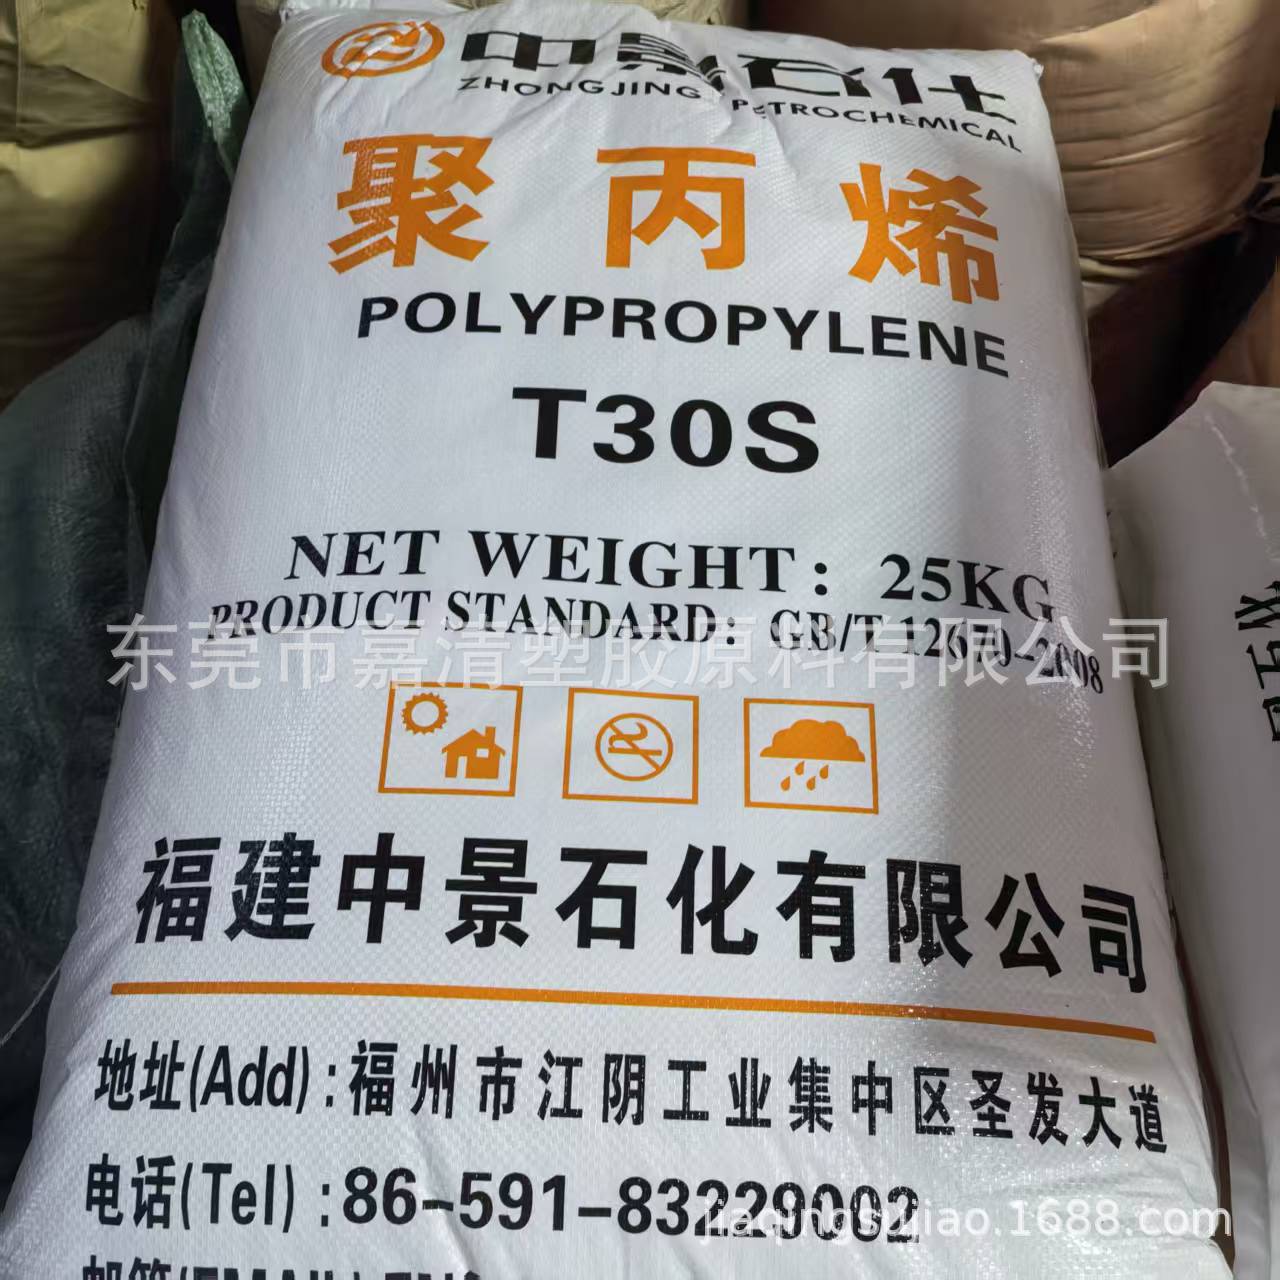 中景石化
ZHONGJING PETROCHEMICAL
聚丙烯
POLYPROPYLENE
T30S
NET WEIGHT: 25KG
PRODUCT STANDARD: GB/T 12670-2008
东莞市嘉清塑胶原料有限公司
福建中景石化有限公司
地址(Add):福州市江阴工业集中区圣发大道
电话(Tel):86-591-83229002
jiaqingsujiao.1688.com